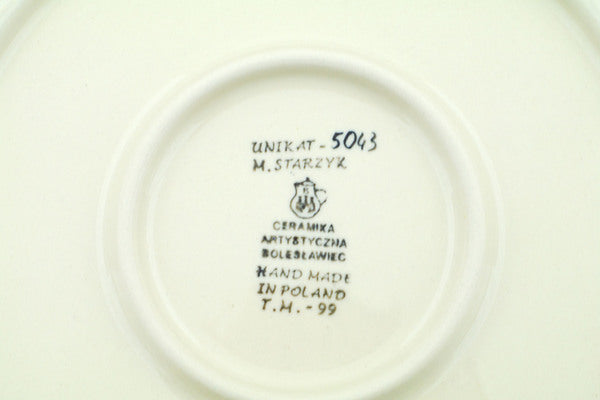 UNIKAT - 5043
M. STARZYK
CERAMIKA
ARTYSTYCZNA
BOLESŁAWIEC
HAND MADE
IN POLAND
T.M. - 99